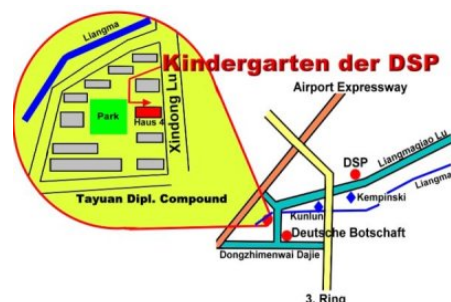 Liangma
Kindergarten der DSP
Airport Expressway
Park
Haus 4
Xindong Lu
DSP
Liangmaqiao Lu
Liangma
Tayuan Dipl. Compound
Kempinski
Kunlun
Deutsche Botschaft
Dongzhimenwai Dajie
3. Ring